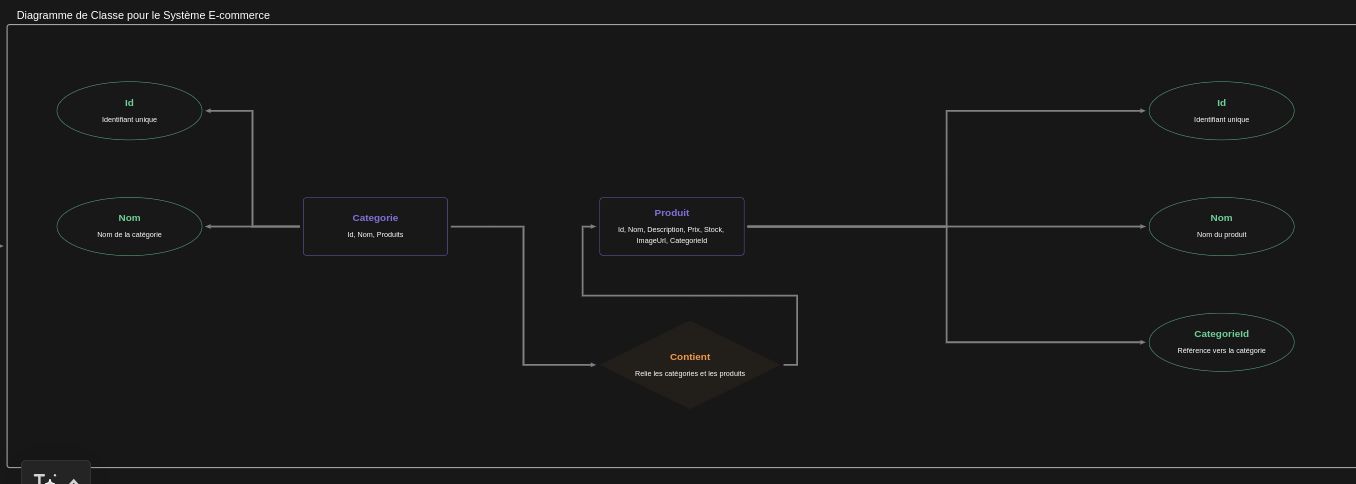 Diagramme de Classe pour le Système E-commerce
Id
Identifiant unique
Id
Identifiant unique
Nom
Nom de la catégorie
Categorie
Id, Nom, Produits
Produit
Id, Nom, Description, Prix, Stock,
ImageUrl, CategorieId
Nom
Nom du produit
CategorieId
Référence vers la catégorie
Contient
Relie les catégories et les produits
T